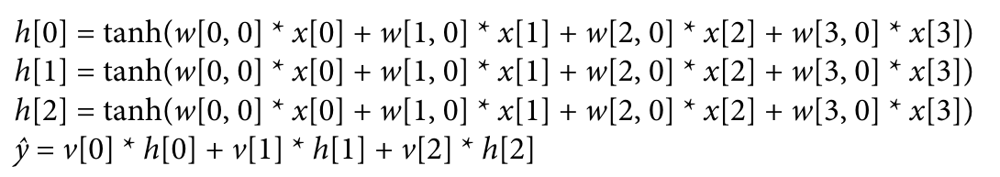 h[0] = tanh(w[0, 0] * x[0] + w[1, 0] * x[1] + w[2, 0] * x[2] + w[3, 0] * x[3])
h[1] = tanh(w[0, 0] * x[0] + w[1, 0] * x[1] + w[2, 0] * x[2] + w[3, 0] * x[3])
h[2] = tanh(w[0, 0] * x[0] + w[1, 0] * x[1] + w[2, 0] * x[2] + w[3, 0] * x[3])
ŷ = v[0] * h[0] + v[1] * h[1] + v[2] * h[2]